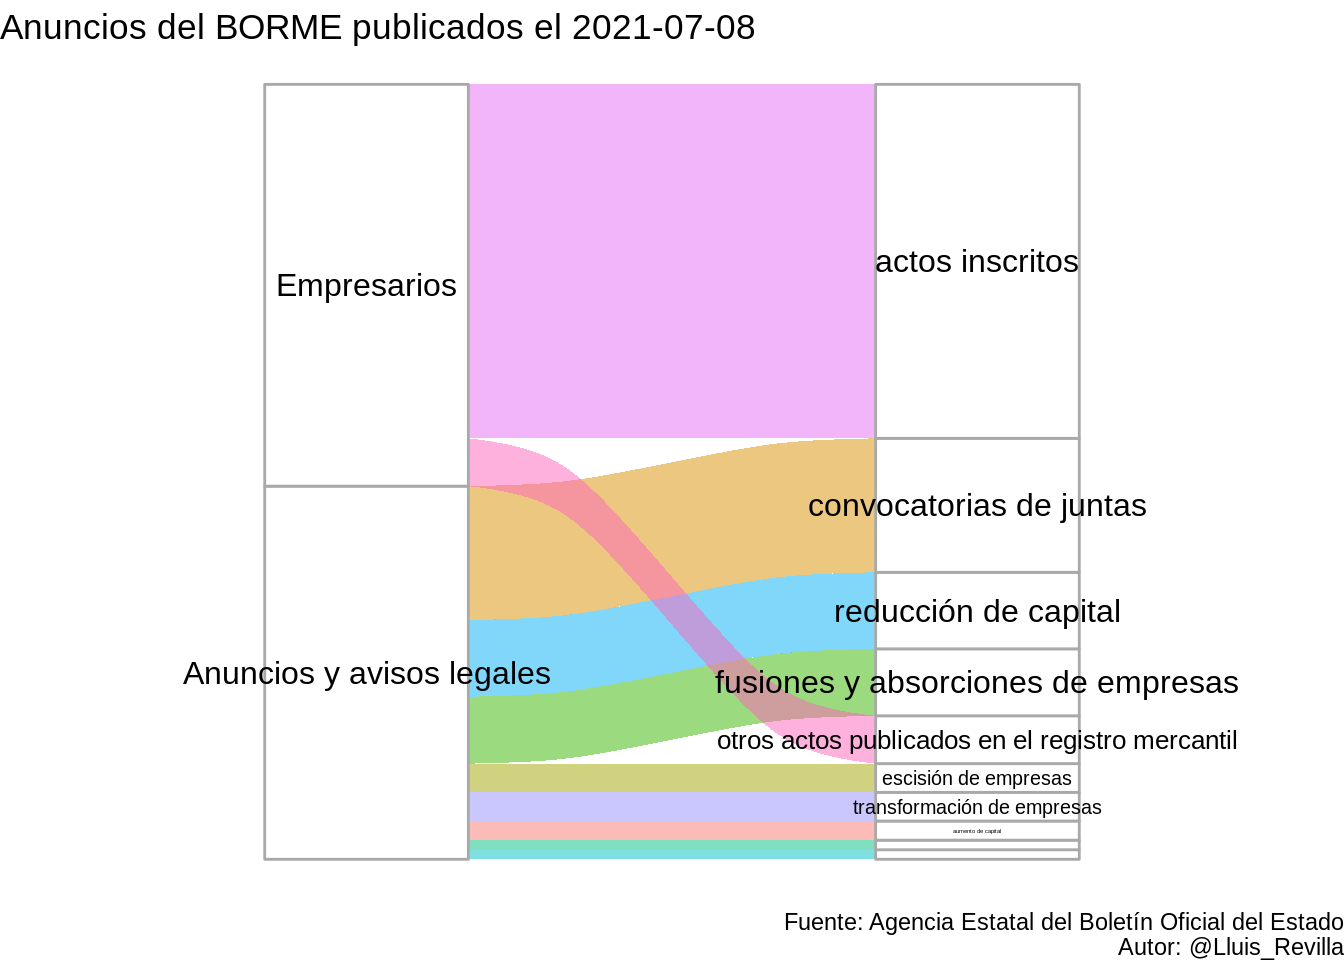 Anuncios del BORME publicados el 2021-07-08
Empresarios
Anuncios y avisos legales
actos inscritos
convocatorias de juntas
reducción de capital
fusiones y absorciones de empresas
otros actos publicados en el registro mercantil
escisión de empresas
transformación de empresas
aumento de capital
Fuente: Agencia Estatal del Boletín Oficial del Estado
Autor: @Lluis_Revilla